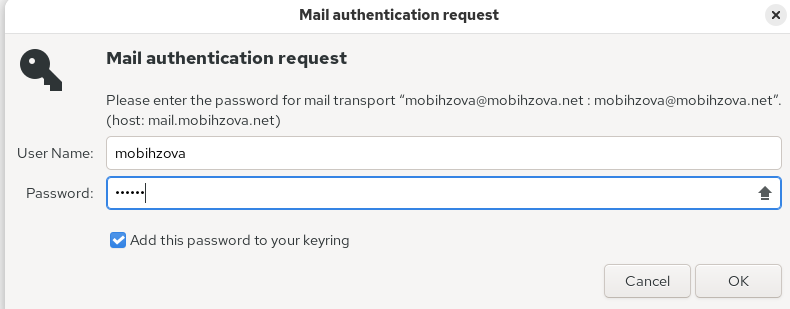 Mail authentication request
Mail authentication request
Please enter the password for mail transport “mobihzova@mobihzova.net : mobihzova@mobihzova.net”.
(host: mail.mobihzova.net)
User Name: mobihzova
Password: ••••••
Add this password to your keyring
Cancel OK